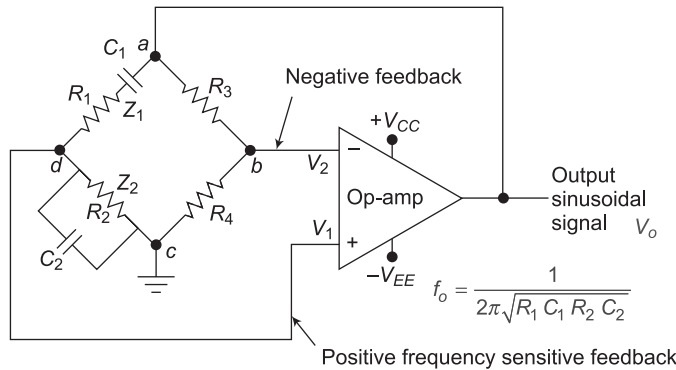 a
C1
R1
Z1
R3
Negative feedback
+VCC
d
b
V2
−
Op-amp
Output
sinusoidal
signal Vo
Z2
R2
R4
V1
+
C2
c
−VEE
fo = 1 / 2π√R1 C1 R2 C2
Positive frequency sensitive feedback